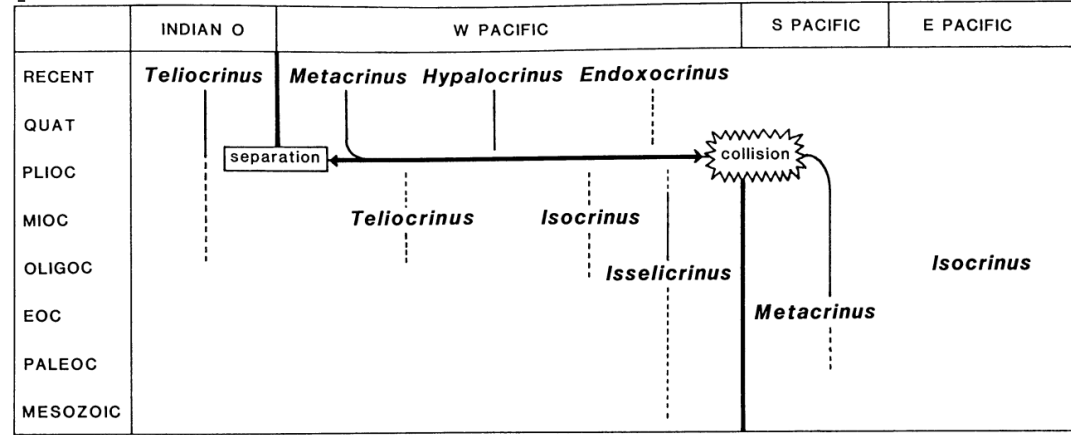 INDIAN O W PACIFIC S PACIFIC E PACIFIC
RECENT Teliocrinus Metacrinus Hypalocrinus Endoxocrinus
QUAT
separation collision
PLIOC
MIOC Teliocrinus Isocrinus
OLIGOC Isselicrinus Isocrinus
EOC Metacrinus
PALEOC
MESOZOIC